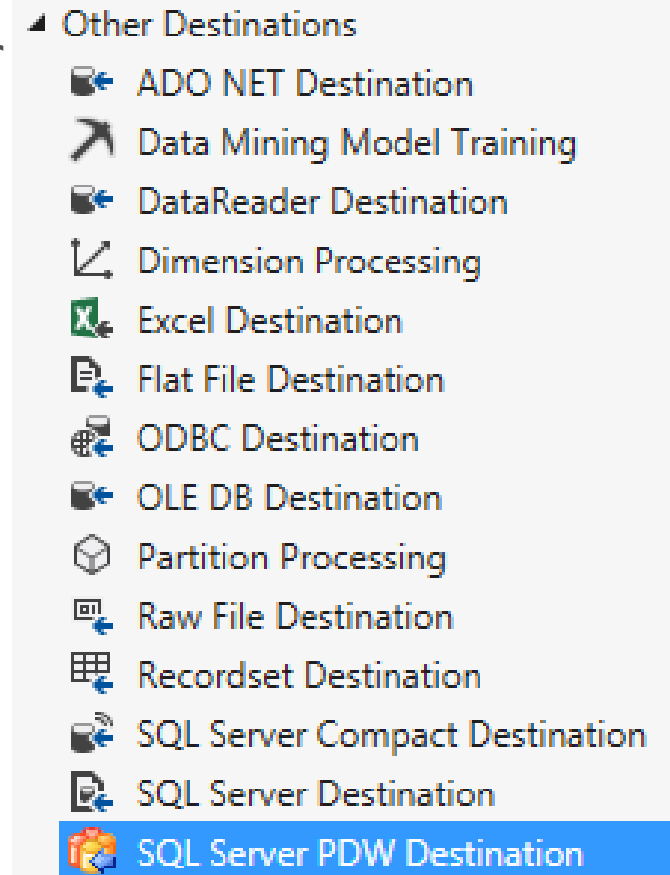 Other Destinations
ADO NET Destination
Data Mining Model Training
DataReader Destination
Dimension Processing
Excel Destination
Flat File Destination
ODBC Destination
OLE DB Destination
Partition Processing
Raw File Destination
Recordset Destination
SQL Server Compact Destination
SQL Server Destination
SQL Server PDW Destination